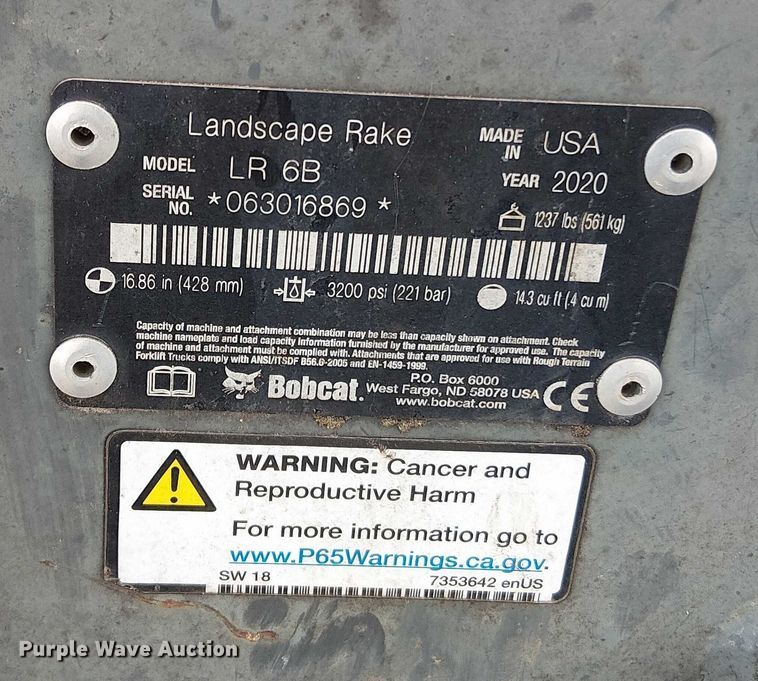 Landscape Rake
MADE IN USA
MODEL LR 6B
YEAR 2020
SERIAL NO. *063016869*
1237 lbs (561 kg)
16.86 in (428 mm) 3200 psi (221 bar) 14.3 cu ft (.4 cu m)
Capacity of machine and attachment combination may be less than capacity shown on attachment. Check
machine nameplate and load capacity information furnished by the manufacturer for approved use. The capacity
of machine and attachment must be complied with. Attachments that are approved for use with Rough Terrain
Forklift Trucks comply with ANSI/ITSDF B56.6-2005 and EN-1459-1999.
Bobcat.
P.O. Box 6000
West Fargo, ND 58078 USA
www.bobcat.com
CE
WARNING: Cancer and
Reproductive Harm
For more information go to
www.P65Warnings.ca.gov.
SW 18 7353642 enUS
Purple Wave Auction